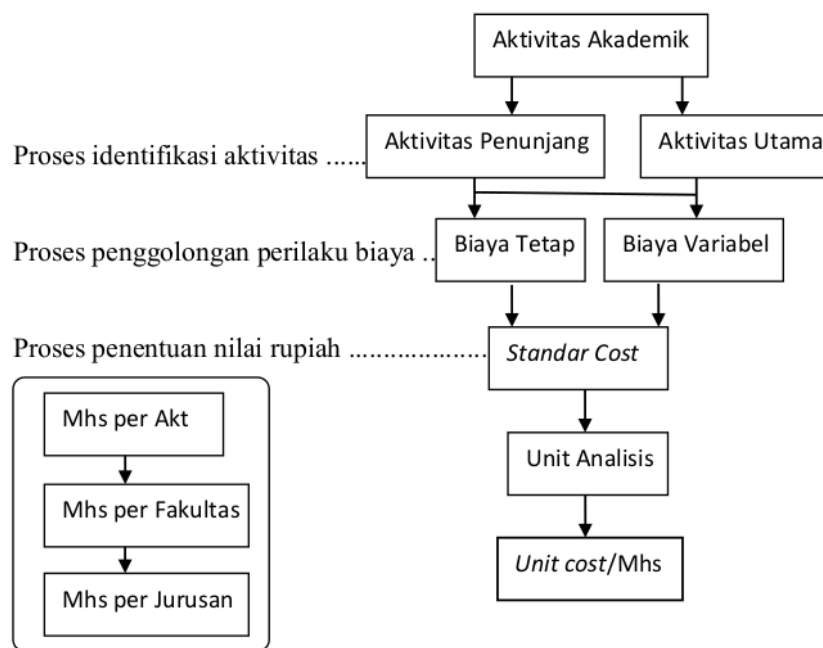 Aktivitas Akademik
Aktivitas Penunjang
Aktivitas Utama
Proses identifikasi aktivitas ......
Biaya Tetap
Biaya Variabel
Proses penggolongan perilaku biaya ..
Proses penentuan nilai rupiah ....................
Standar Cost
Mhs per Akt
Unit Analisis
Mhs per Fakultas
Unit cost/Mhs
Mhs per Jurusan